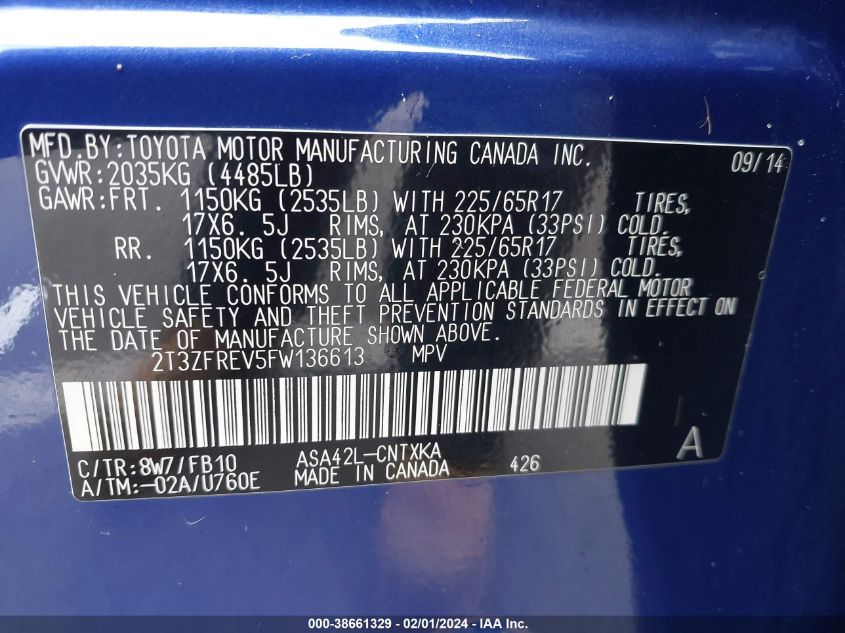 MFD.BY:TOYOTA MOTOR MANUFACTURING CANADA INC. 09/14
GVWR:2035KG (4485LB)
GAWR:FRT. 1150KG (2535LB) WITH 225/65R17 TIRES,
17X6.5J RIMS, AT 230KPA (33PSI) COLD.
RR. 1150KG (2535LB) WITH 225/65R17 TIRES,
17X6.5J RIMS, AT 230KPA (33PSI) COLD.
THIS VEHICLE CONFORMS TO ALL APPLICABLE FEDERAL MOTOR
VEHICLE SAFETY AND THEFT PREVENTION STANDARDS IN EFFECT ON
THE DATE OF MANUFACTURE SHOWN ABOVE.
2T3ZFREV5FW136613 MPV
A
C/TR:8W7/FB10 ASA42L-CNTXKA
A/TM:-02A/U760E MADE IN CANADA 426
000-38661329 - 02/01/2024 - IAA Inc.